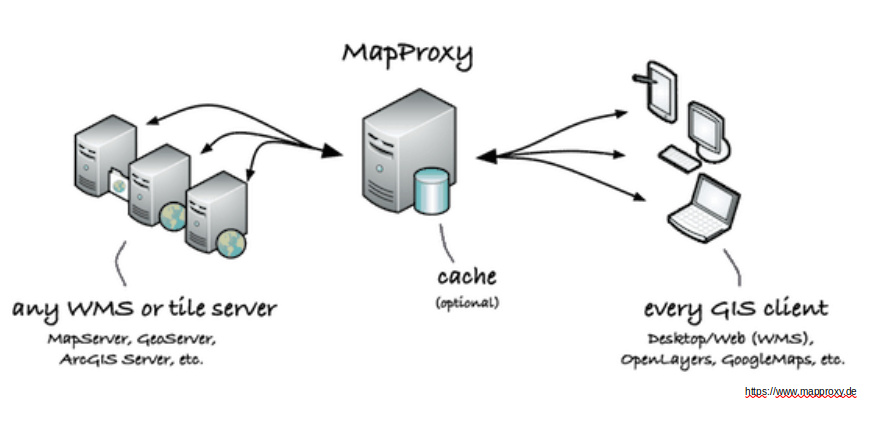 MapProxy
cache
(optional)
any WMS or tile server
MapServer, GeoServer,
ArcGIS Server, etc.
every GIS client
Desktop/Web (WMS),
OpenLayers, GoogleMaps, etc.
https://www.mapproxy.de